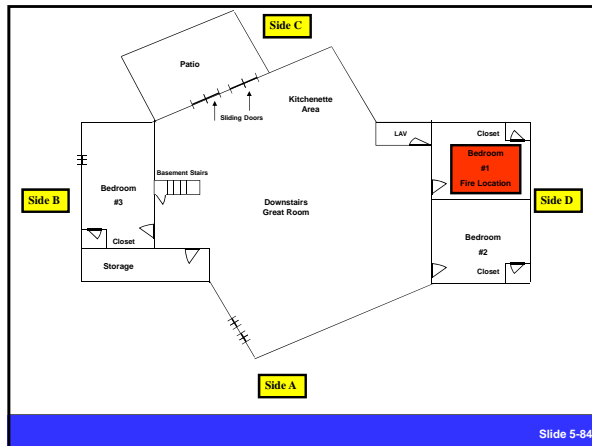 Side C
Patio
Kitchenette
Area
Sliding Doors
LAV
Closet
Bedroom
#1
Fire Location
Basement Stairs
Side B
Bedroom
#3
Side D
Downstairs
Great Room
Bedroom
#2
Closet
Closet
Storage
Side A
Slide 5-84